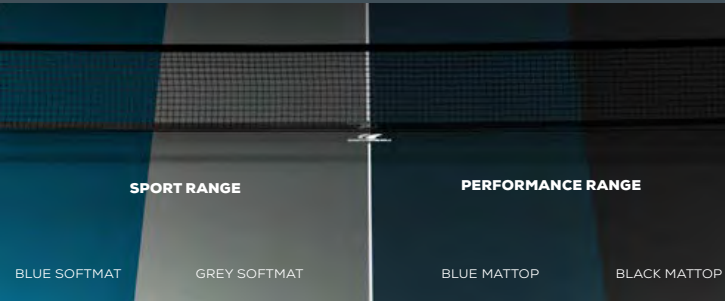 SPORT RANGE
PERFORMANCE RANGE
BLUE SOFTMAT
GREY SOFTMAT
BLUE MATTOP
BLACK MATTOP